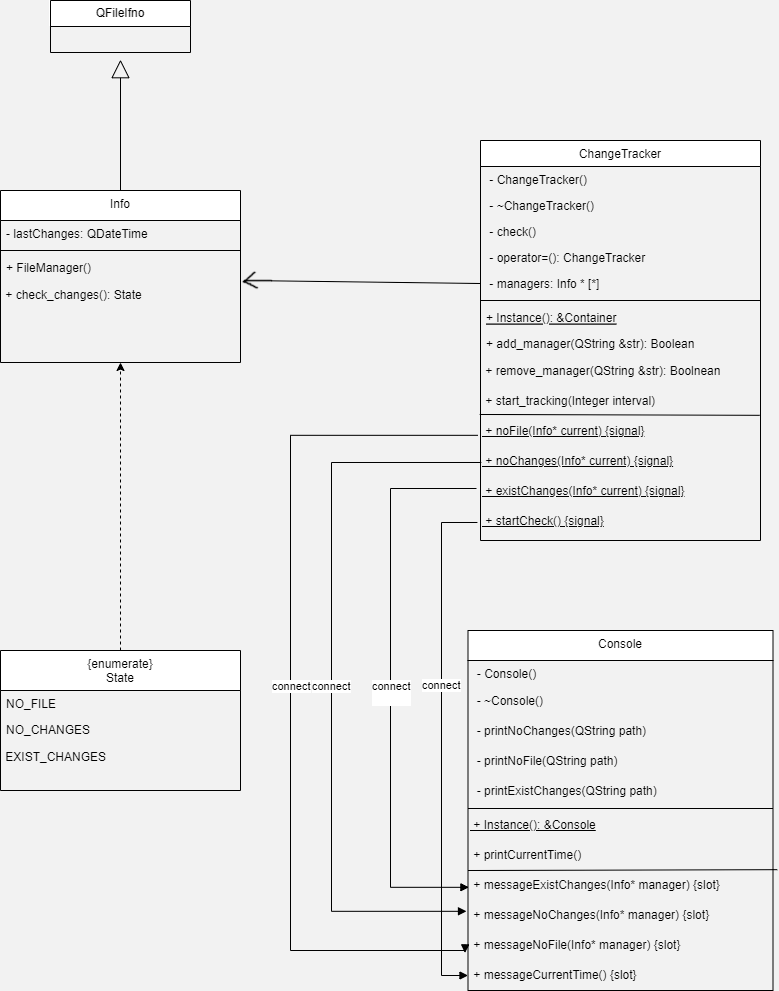 QFileIfno
Info
- lastChanges: QDateTime
+ FileManager()
+ check_changes(): State
{enumerate}
State
NO_FILE
NO_CHANGES
EXIST_CHANGES
ChangeTracker
- ChangeTracker()
- ~ChangeTracker()
- check()
- operator=(): ChangeTracker
- managers: Info * [*]
+ Instance(): &Container
+ add_manager(QString &str): Boolean
+ remove_manager(QString &str): Boolnean
+ start_tracking(Integer interval)
+ noFile(Info* current) {signal}
+ noChanges(Info* current) {signal}
+ existChanges(Info* current) {signal}
+ startCheck() {signal}
connect
connect
connect
connect
Console
- Console()
- ~Console()
- printNoChanges(QString path)
- printNoFile(QString path)
- printExistChanges(QString path)
+ Instance(): &Console
+ printCurrentTime()
+ messageExistChanges(Info* manager) {slot}
+ messageNoChanges(Info* manager) {slot}
+ messageNoFile(Info* manager) {slot}
+ messageCurrentTime() {slot}